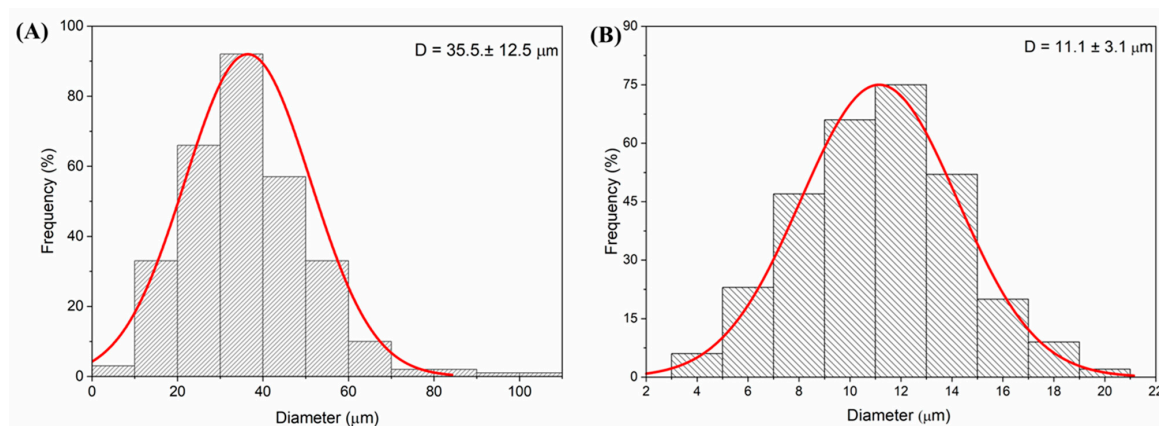 (A)
D = 35.5.± 12.5 μm
Frequency (%)
100
80
60
40
20
0
0 20 40 60 80 100
Diameter (μm)
(B)
D = 11.1 ± 3.1 μm
Frequency (%)
90
75
60
45
30
15
0
2 4 6 8 10 12 14 16 18 20 22
Diameter (μm)